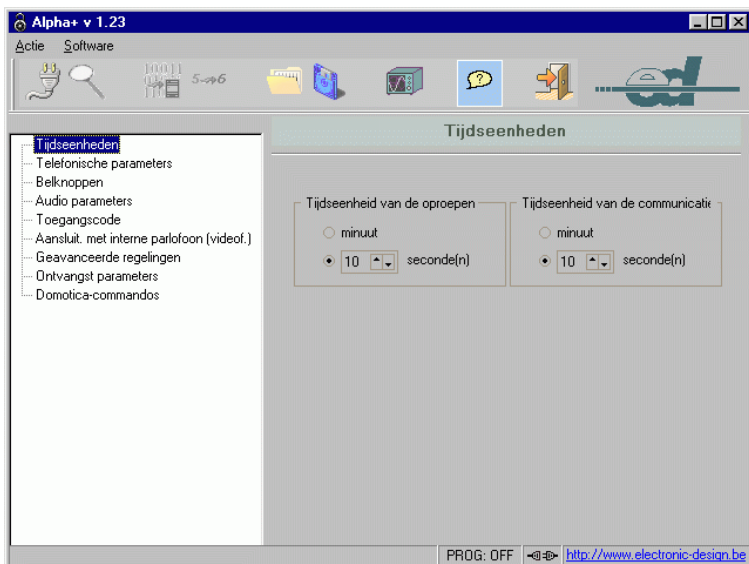 Alpha+ v 1.23
Actie Software
10011
5⇒6
Tijdseenheden
Tijdseenheden
Telefonische parameters
Belknoppen
Audio parameters
Toegangscode
Aansluit. met interne parlofoon (videof.)
Geavanceerde regelingen
Ontvangst parameters
Domotica-commandos
Tijdseenheid van de oproepen
minuut
10 seconde(n)
Tijdseenheid van de communicatie
minuut
10 seconde(n)
PROG: OFF
http://www.electronic-design.be